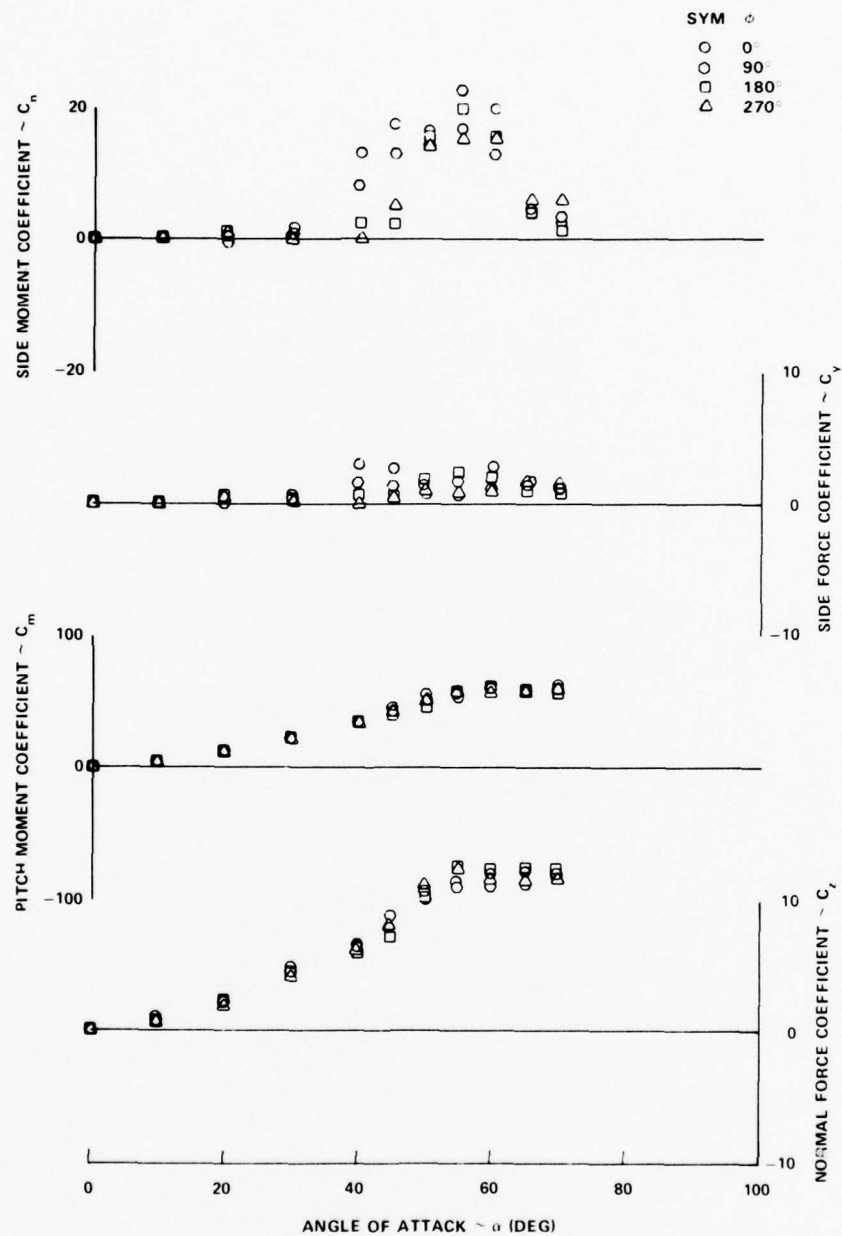 SYM ϕ
0°
90°
180°
270°
SIDE MOMENT COEFFICIENT ~ Cn
20
0
-20
SIDE FORCE COEFFICIENT ~ Cy
10
0
-10
PITCH MOMENT COEFFICIENT ~ Cm
100
0
-100
NORMAL FORCE COEFFICIENT ~ Cz
10
0
-10
0 20 40 60 80 100
ANGLE OF ATTACK ~ α (DEG)